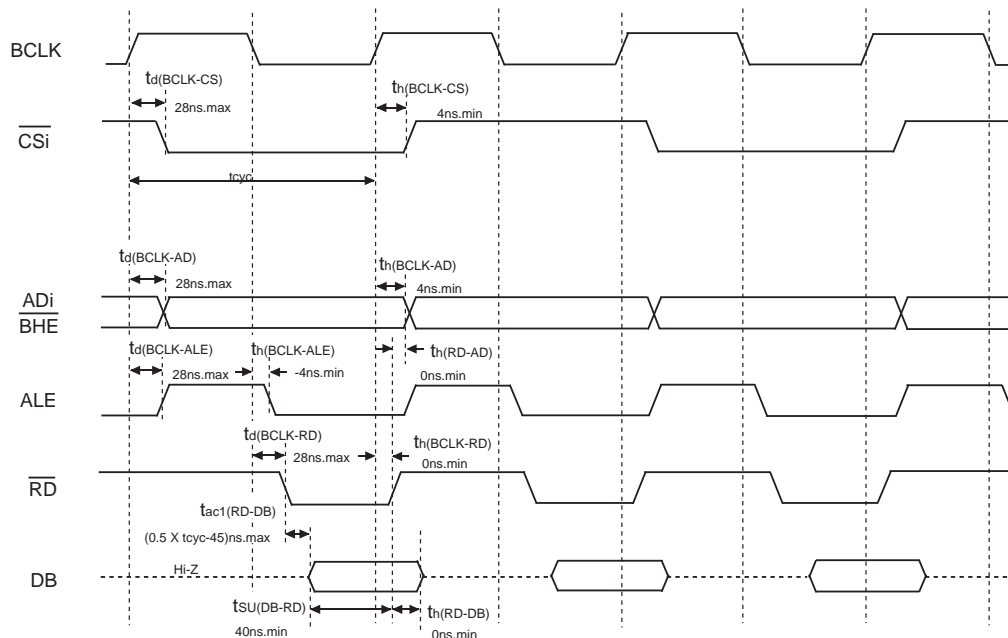 BCLK
td(BCLK-CS)
28ns.max
th(BCLK-CS)
4ns.min
CSi
tcyc
td(BCLK-AD)
28ns.max
th(BCLK-AD)
4ns.min
ADi
BHE
td(BCLK-ALE)
28ns.max
th(BCLK-ALE)
-4ns.min
th(RD-AD)
0ns.min
ALE
td(BCLK-RD)
28ns.max
th(BCLK-RD)
0ns.min
RD
tac1(RD-DB)
(0.5 X tcyc-45)ns.max
DB
Hi-Z
tSU(DB-RD)
40ns.min
th(RD-DB)
0ns.min